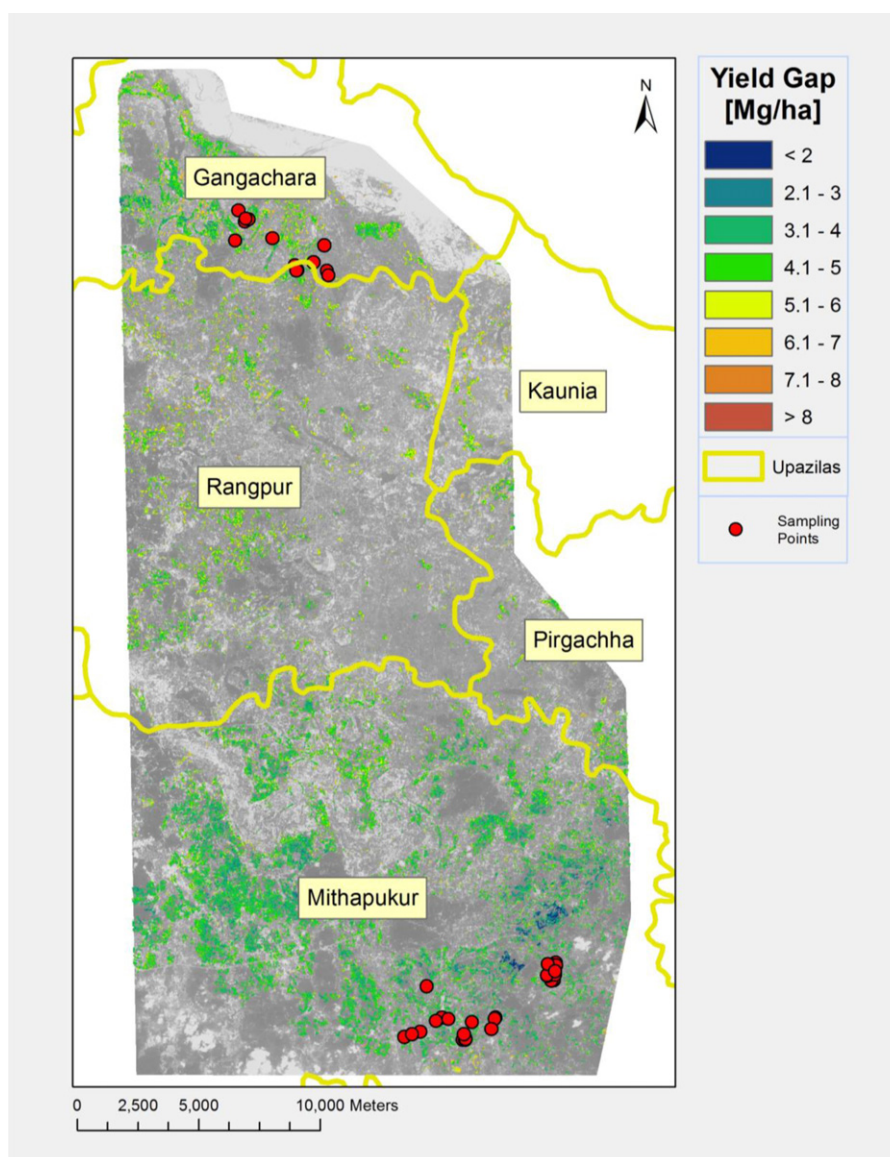 Yield Gap
[Mg/ha]
< 2
2.1 - 3
3.1 - 4
4.1 - 5
5.1 - 6
6.1 - 7
7.1 - 8
> 8
Upazilas
Sampling
Points
N
Gangachara
Kaunia
Rangpur
Pirgachha
Mithapukur
0 2,500 5,000 10,000 Meters